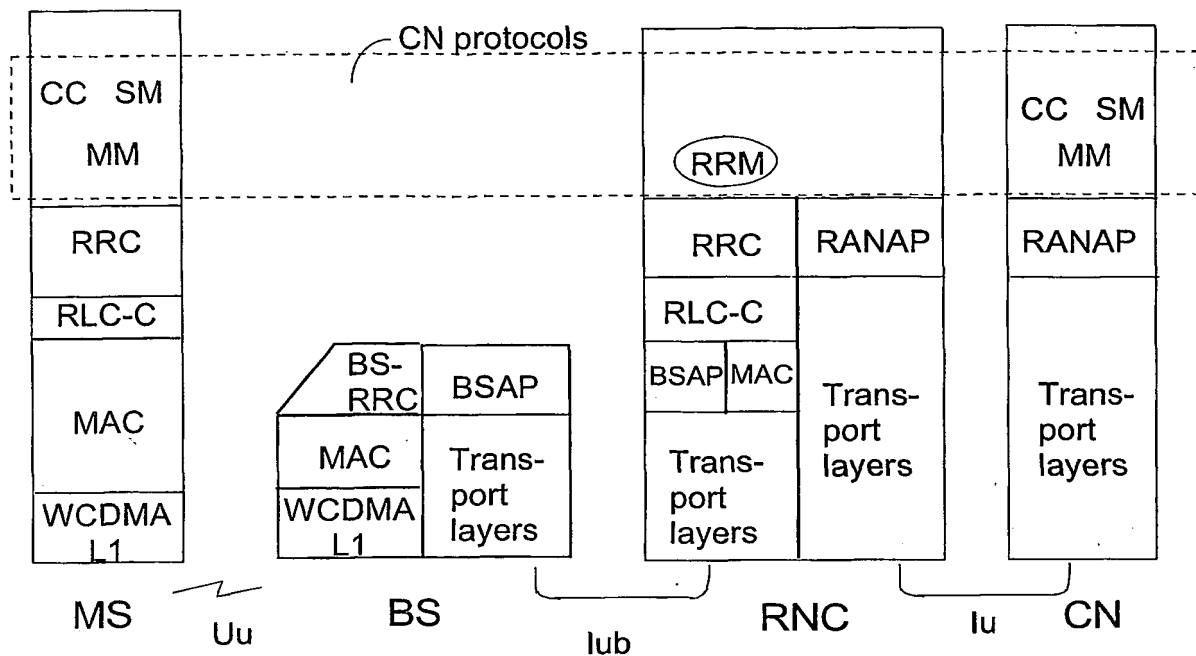 CN protocols
CC SM
MM
RRC
RLC-C
MAC
WCDMA
L1
MS
Uu
BS-
RRC
BSAP
MAC
Trans-
port
layers
WCDMA
L1
BS
Iub
RRM
RRC
RANAP
RLC-C
BSAP
MAC
Trans-
port
layers
Trans-
port
layers
RNC
Iu
CC SM
MM
RANAP
Trans-
port
layers
CN